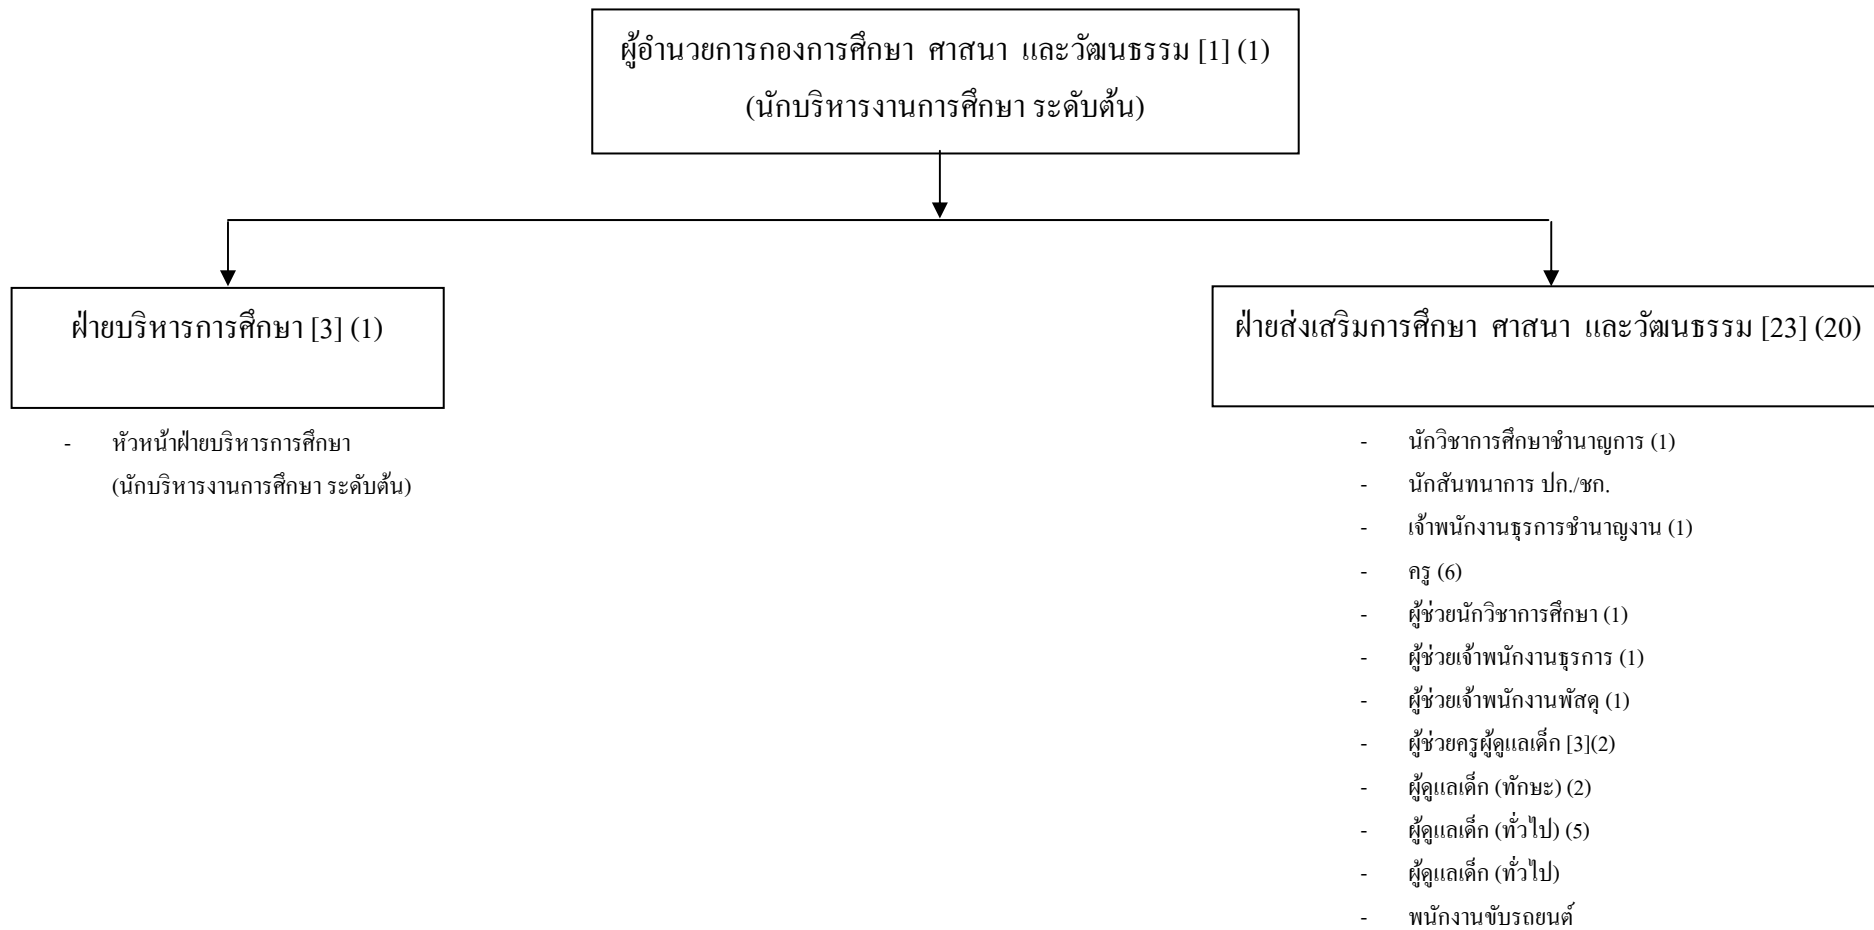 ผู้อำนวยการกองการศึกษา ศาสนา และวัฒนธรรม [1] (1)
(นักบริหารงานการศึกษา ระดับต้น)
ฝ่ายบริหารการศึกษา [3] (1)
- หัวหน้าฝ่ายบริหารการศึกษา
(นักบริหารงานการศึกษา ระดับต้น)
ฝ่ายส่งเสริมการศึกษา ศาสนา และวัฒนธรรม [23] (20)
- นักวิชาการศึกษาชำนาญการ (1)
- นักสันทนาการ ปก./ชก.
- เจ้าพนักงานธุรการชำนาญงาน (1)
- ครู (6)
- ผู้ช่วยนักวิชาการศึกษา (1)
- ผู้ช่วยเจ้าพนักงานธุรการ (1)
- ผู้ช่วยเจ้าพนักงานพัสดุ (1)
- ผู้ช่วยครูผู้ดูแลเด็ก [3](2)
- ผู้ดูแลเด็ก (ทักษะ) (2)
- ผู้ดูแลเด็ก (ทั่วไป) (5)
- ผู้ดูแลเด็ก (ทั่วไป)
- พนักงานขับรถยนต์